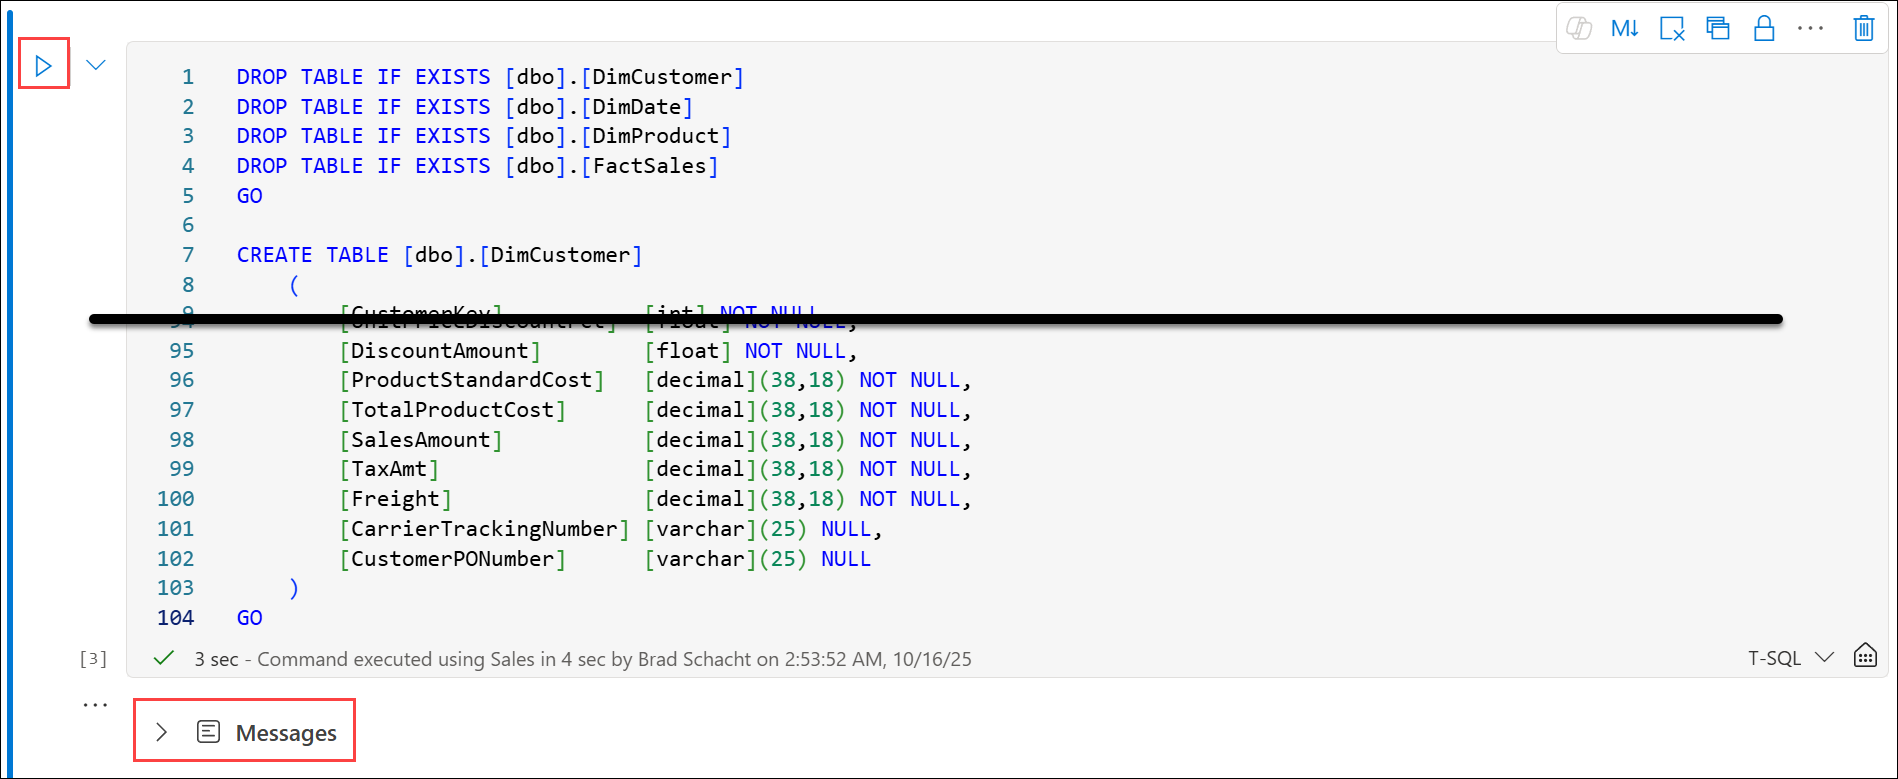 M↓
1 DROP TABLE IF EXISTS [dbo].[DimCustomer]
2 DROP TABLE IF EXISTS [dbo].[DimDate]
3 DROP TABLE IF EXISTS [dbo].[DimProduct]
4 DROP TABLE IF EXISTS [dbo].[FactSales]
5 GO
6
7 CREATE TABLE [dbo].[DimCustomer]
8 (
9 [CustomerKey] [int] NOT NULL
94 [UnitPriceDiscountPct] [float] NOT NULL,
95 [DiscountAmount] [float] NOT NULL,
96 [ProductStandardCost] [decimal](38,18) NOT NULL,
97 [TotalProductCost] [decimal](38,18) NOT NULL,
98 [SalesAmount] [decimal](38,18) NOT NULL,
99 [TaxAmt] [decimal](38,18) NOT NULL,
100 [Freight] [decimal](38,18) NOT NULL,
101 [CarrierTrackingNumber] [varchar](25) NULL,
102 [CustomerPONumber] [varchar](25) NULL
103 )
104 GO
[3] 3 sec - Command executed using Sales in 4 sec by Brad Schacht on 2:53:52 AM, 10/16/25 T-SQL
Messages